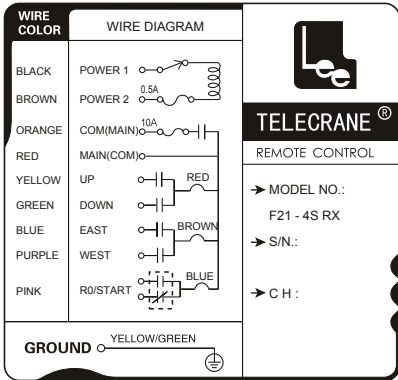 WIRE COLOR
WIRE DIAGRAM
BLACK POWER 1
BROWN POWER 2 0.5A
ORANGE COM(MAIN) 10A
RED MAIN(COM)
YELLOW UP RED
GREEN DOWN
BLUE EAST BROWN
PURPLE WEST
PINK R0/START BLUE
GROUND YELLOW/GREEN
Lee
TELECRANE ®
REMOTE CONTROL
MODEL NO.:
F21 - 4S RX
S/N.:
C H :